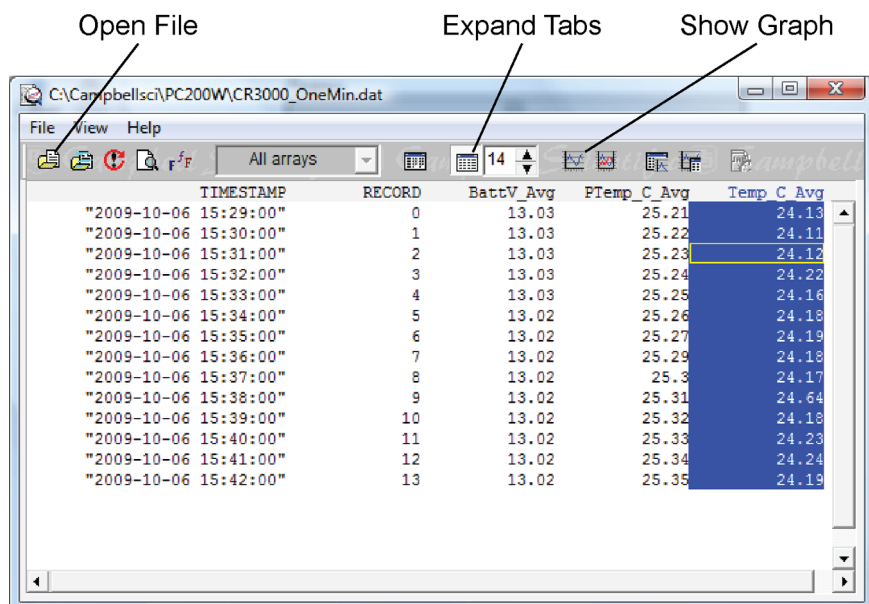 Open File Expand Tabs Show Graph
C:\Campbellsci\PC200W\CR3000_OneMin.dat
File View Help
All arrays 14
TIMESTAMP RECORD BattV_Avg PTemp_C_Avg Temp_C_Avg
"2009-10-06 15:29:00" 0 13.03 25.21 24.13
"2009-10-06 15:30:00" 1 13.03 25.22 24.11
"2009-10-06 15:31:00" 2 13.03 25.23 24.12
"2009-10-06 15:32:00" 3 13.03 25.24 24.22
"2009-10-06 15:33:00" 4 13.03 25.25 24.16
"2009-10-06 15:34:00" 5 13.02 25.26 24.18
"2009-10-06 15:35:00" 6 13.02 25.27 24.19
"2009-10-06 15:36:00" 7 13.02 25.29 24.18
"2009-10-06 15:37:00" 8 13.02 25.3 24.17
"2009-10-06 15:38:00" 9 13.02 25.31 24.64
"2009-10-06 15:39:00" 10 13.02 25.32 24.18
"2009-10-06 15:40:00" 11 13.02 25.33 24.23
"2009-10-06 15:41:00" 12 13.02 25.34 24.24
"2009-10-06 15:42:00" 13 13.02 25.35 24.19